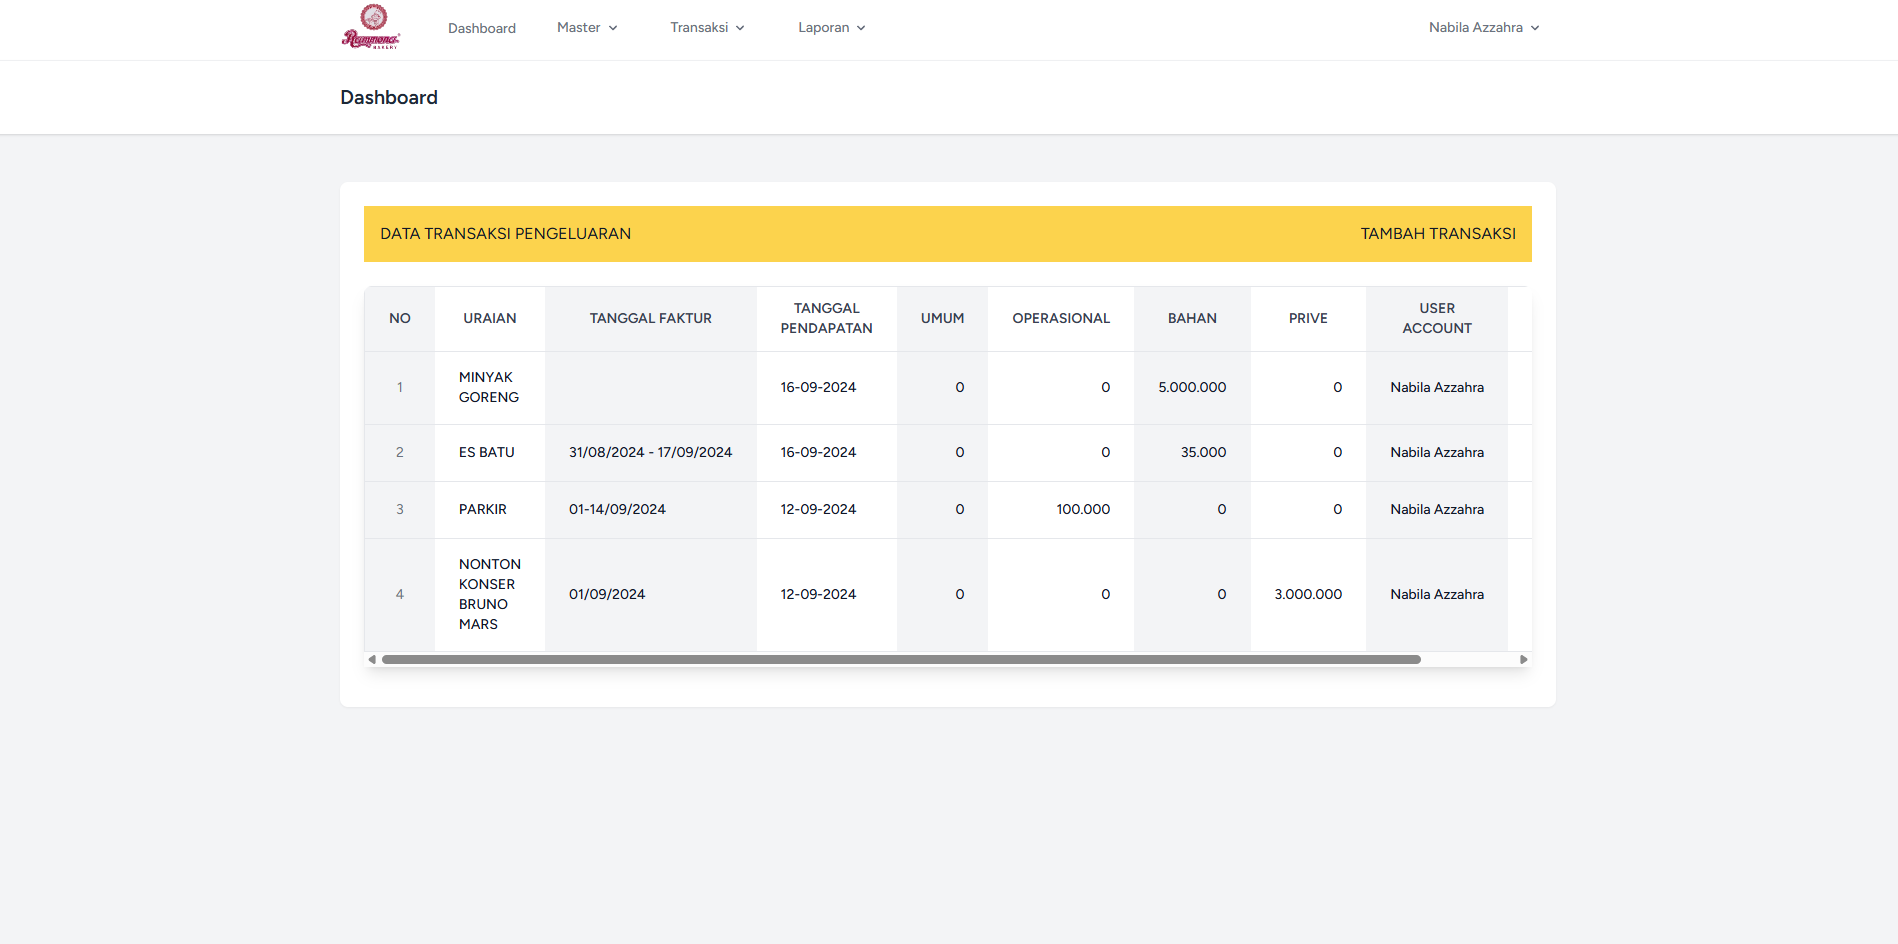 Rammona
BAKERY
Dashboard
Master
Transaksi
Laporan
Nabila Azzahra
Dashboard
DATA TRANSAKSI PENGELUARAN
TAMBAH TRANSAKSI
NO
URAIAN
TANGGAL FAKTUR
TANGGAL
PENDAPATAN
UMUM
OPERASIONAL
BAHAN
PRIVE
USER
ACCOUNT
1
MINYAK
GORENG
16-09-2024
0
0
5.000.000
0
Nabila Azzahra
2
ES BATU
31/08/2024 - 17/09/2024
16-09-2024
0
0
35.000
0
Nabila Azzahra
3
PARKIR
01-14/09/2024
12-09-2024
0
100.000
0
0
Nabila Azzahra
4
NONTON
KONSER
BRUNO
MARS
01/09/2024
12-09-2024
0
0
0
3.000.000
Nabila Azzahra